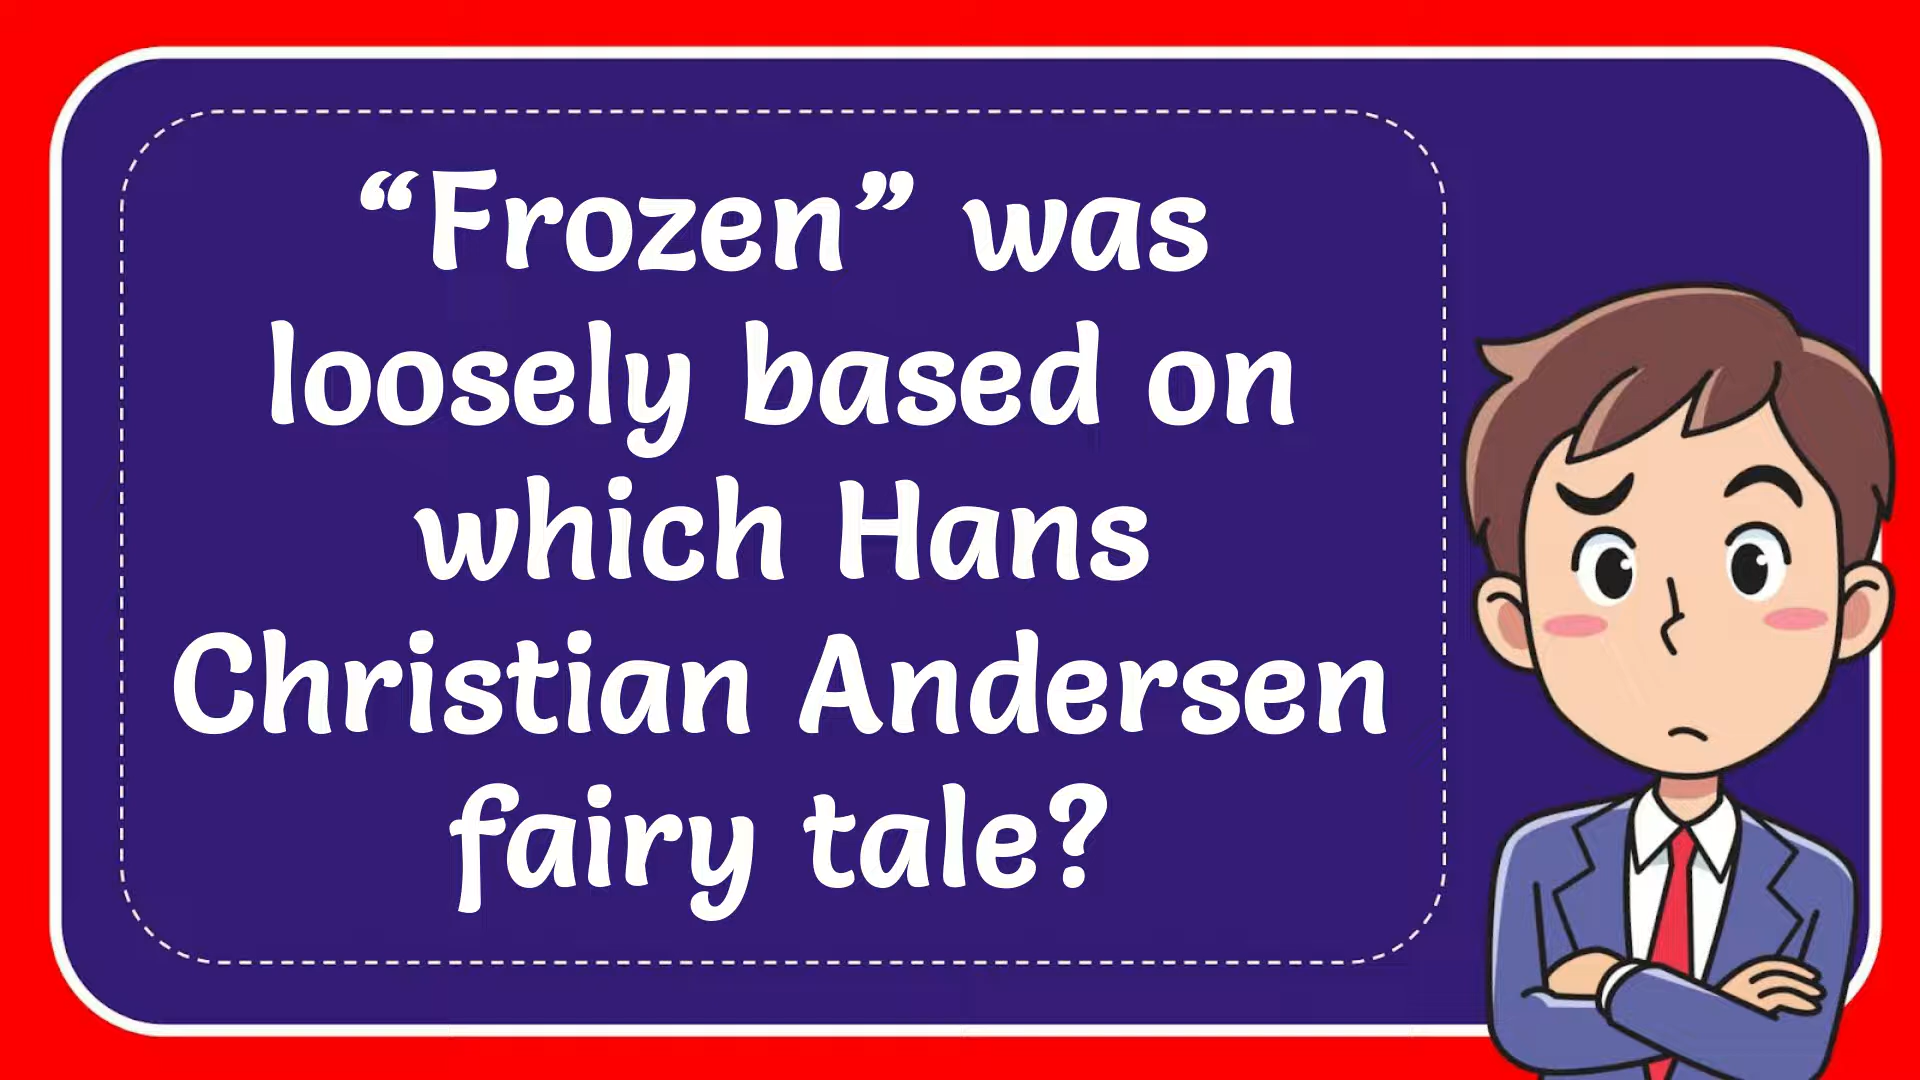 “Frozen” was
loosely based on
which Hans
Christian Andersen
fairy tale?